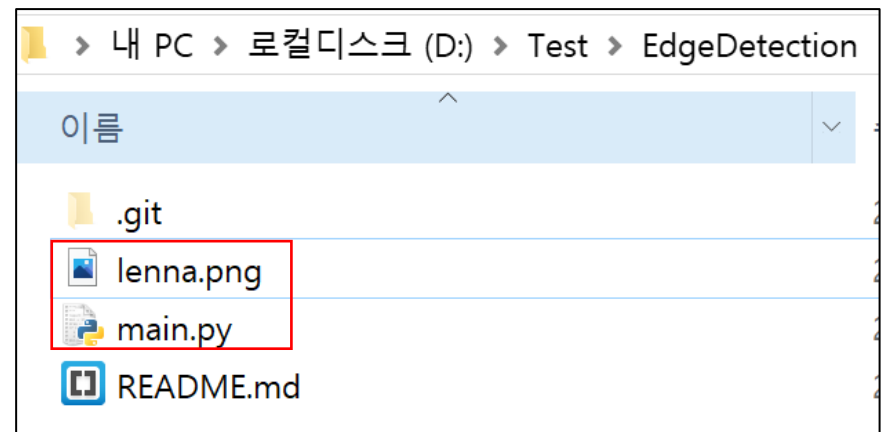 내 PC > 로컬디스크 (D:) > Test > EdgeDetection
이름
.git
lenna.png
main.py
README.md